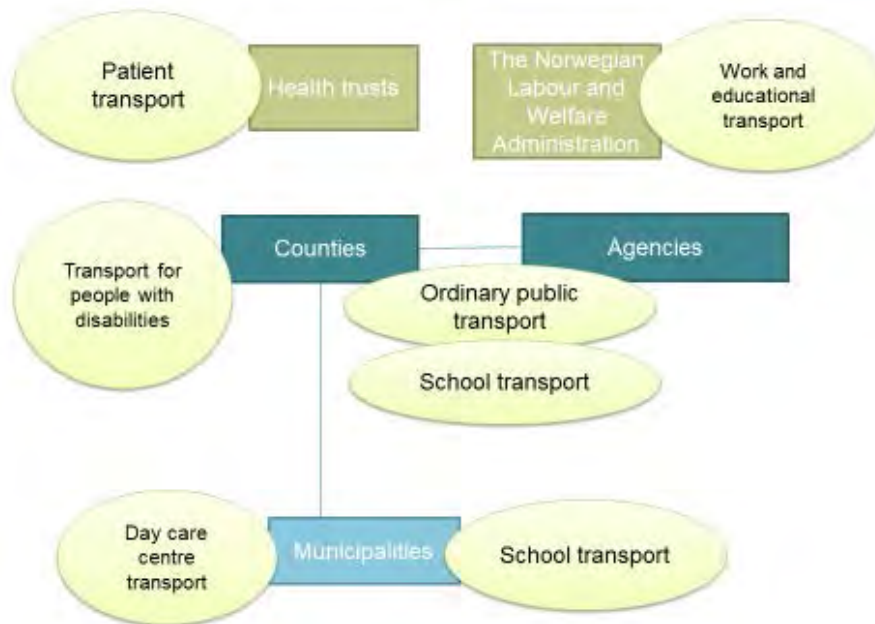 Patient
transport
Health trusts
The Norwegian
Labour and
Welfare
Administration
Work and
educational
transport
Counties
Agencies
Transport for
people with
disabilities
Ordinary public
transport
School transport
Day care
centre
transport
Municipalities
School transport